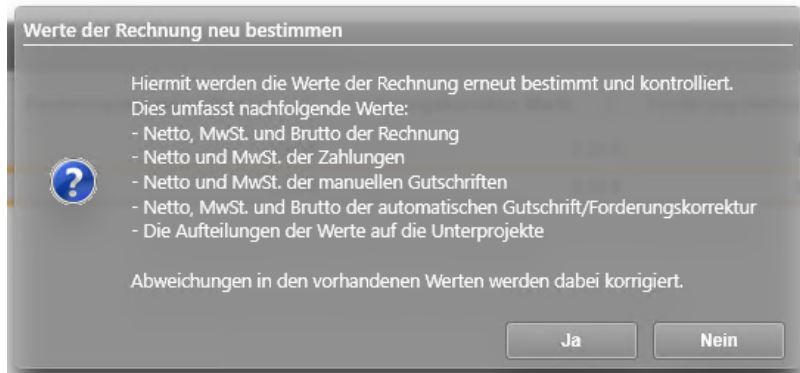 Werte der Rechnung neu bestimmen
Hiermit werden die Werte der Rechnung erneut bestimmt und kontrolliert.
Dies umfasst nachfolgende Werte:
- Netto, MwSt. und Brutto der Rechnung
- Netto und MwSt. der Zahlungen
- Netto und MwSt. der manuellen Gutschriften
- Netto, MwSt. und Brutto der automatischen Gutschrift/Forderungskorrektur
- Die Aufteilungen der Werte auf die Unterprojekte
Abweichungen in den vorhandenen Werten werden dabei korrigiert.
Ja
Nein